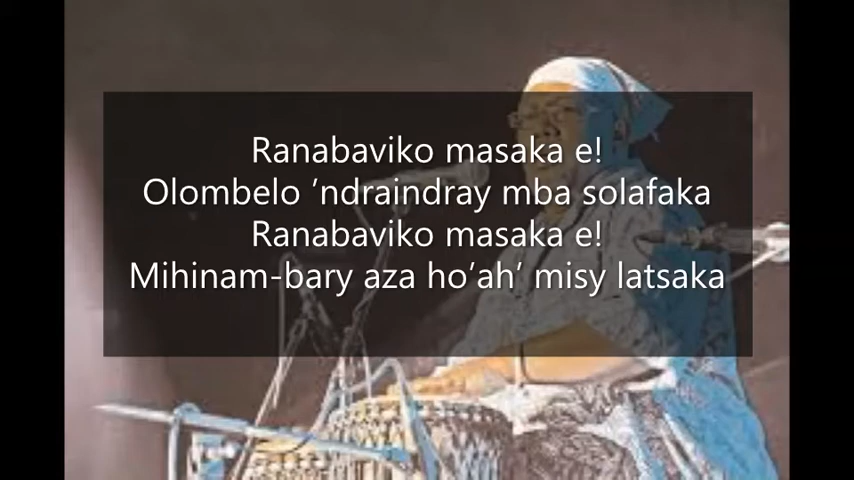 Ranabaviko masaka e!
Olombelo ’ndraindray mba solafaka
Ranabaviko masaka e!
Mihinam-bary aza ho’ah’ misy latsaka